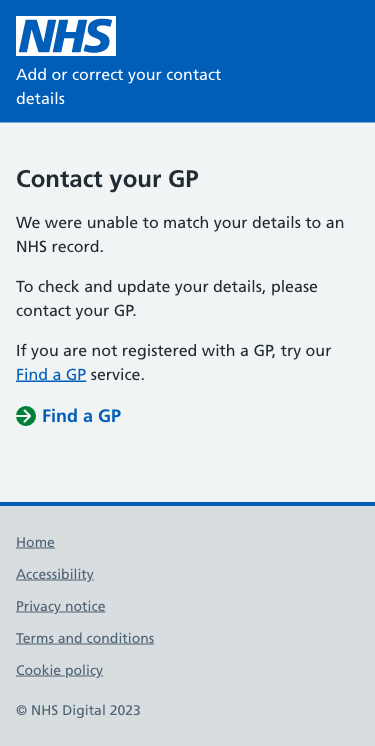 NHS
Add or correct your contact
details
Contact your GP
We were unable to match your details to an
NHS record.
To check and update your details, please
contact your GP.
If you are not registered with a GP, try our
Find a GP service.
Find a GP
Home
Accessibility
Privacy notice
Terms and conditions
Cookie policy
© NHS Digital 2023